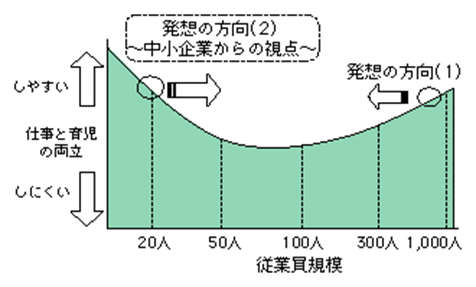 発想の方向(2)
～中小企業からの視点～
発想の方向(1)
しやすい
仕事と育児
の両立
しにくい
20人
50人
100人
300人
1,000人
従業員規模